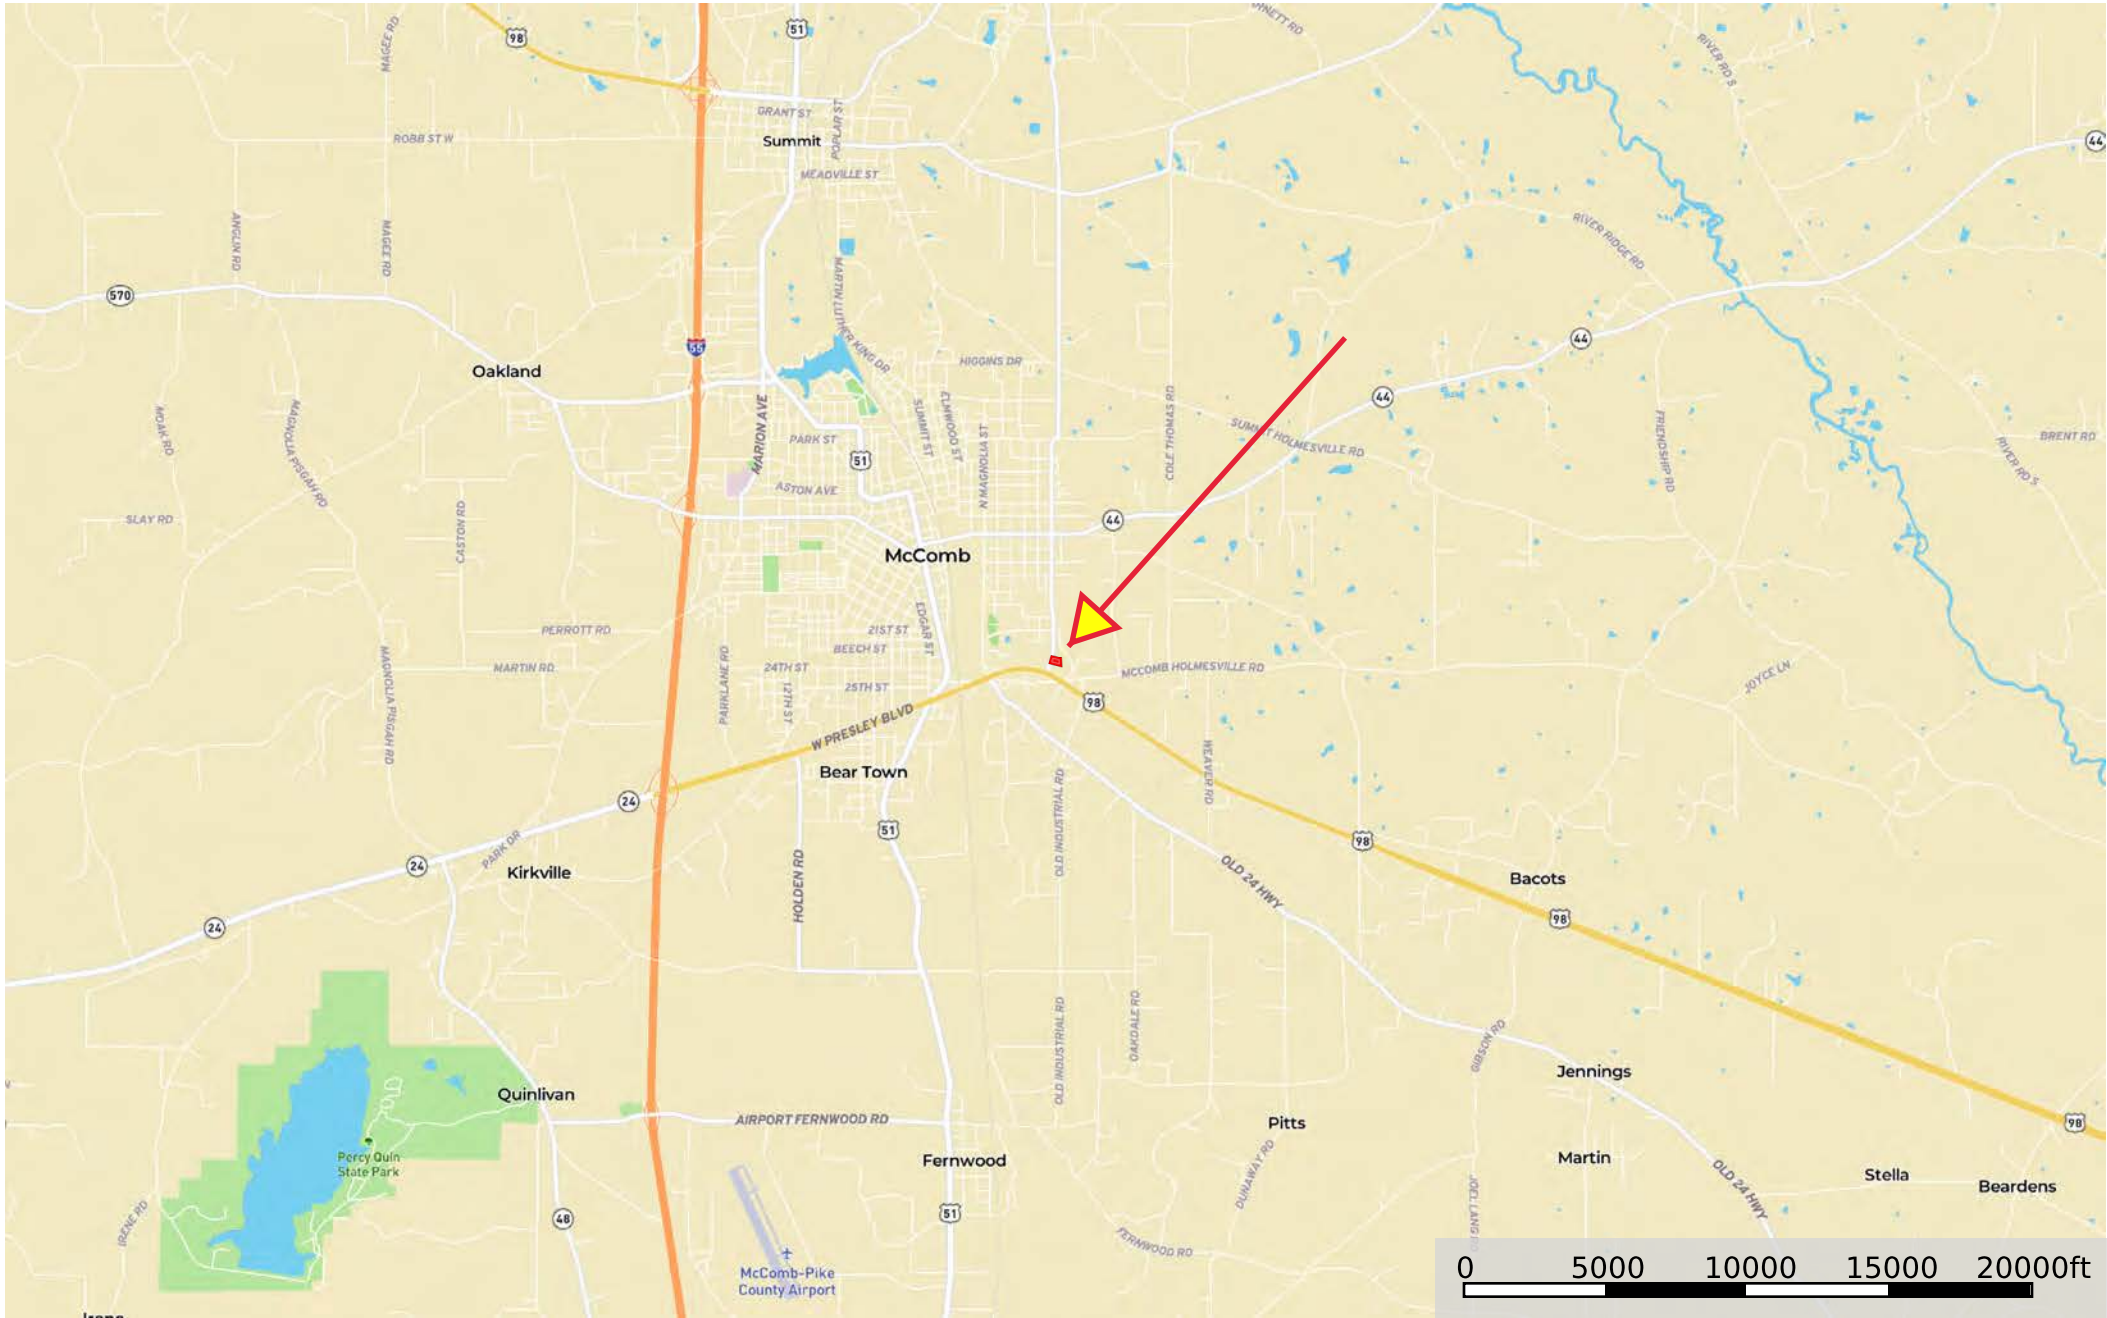 MAGEE RD
98
51
DYNETT RD
RIVER RD S
GRANT ST
POPLAR ST
ROBB ST W
Summit
44
MEADVILLE ST
ANGLIN RD
MAGEE RD
RIVER RIDGE RD
570
MARTIN LUTHER KING DR
55
44
Oakland
HIGGINS DR
44
MOAK RD
MAGNOLIA PISGAH RD
MARION AVE
SUMMIT ST
ELMWOOD ST
N MAGNOLIA ST
COLE THOMAS RD
SUMMIT HOLMESVILLE RD
FRIENDSHIP RD
BRENT RD
RIVER RD S
PARK ST
51
ASTON AVE
SLAY RD
CASTON RD
44
McComb
EDGAR ST
PERROTT RD
21ST ST
BEECH ST
MARTIN RD
24TH ST
25TH ST
12TH ST
PARKLANE RD
MAGNOLIA PISGAH RD
MCCOMB HOLMESVILLE RD
JOYCE LN
98
W PRESLEY BLVD
WEAVER RD
Bear Town
OLD INDUSTRIAL RD
24
51
98
PARK DR
24
Kirkville
HOLDEN RD
OLD 24 HWY
Bacots
98
24
OLD INDUSTRIAL RD
OAKDALE RD
GIBSON RD
Jennings
Quinlivan
AIRPORT FERNWOOD RD
Pitts
98
Percy Quin
State Park
Fernwood
Martin
DUNAWAY RD
OLD 24 HWY
Stella
Beardens
IRENE RD
48
51
JOEL LANG RD
FERNWOOD RD
McComb-Pike
County Airport
0 5000 10000 15000 20000ft